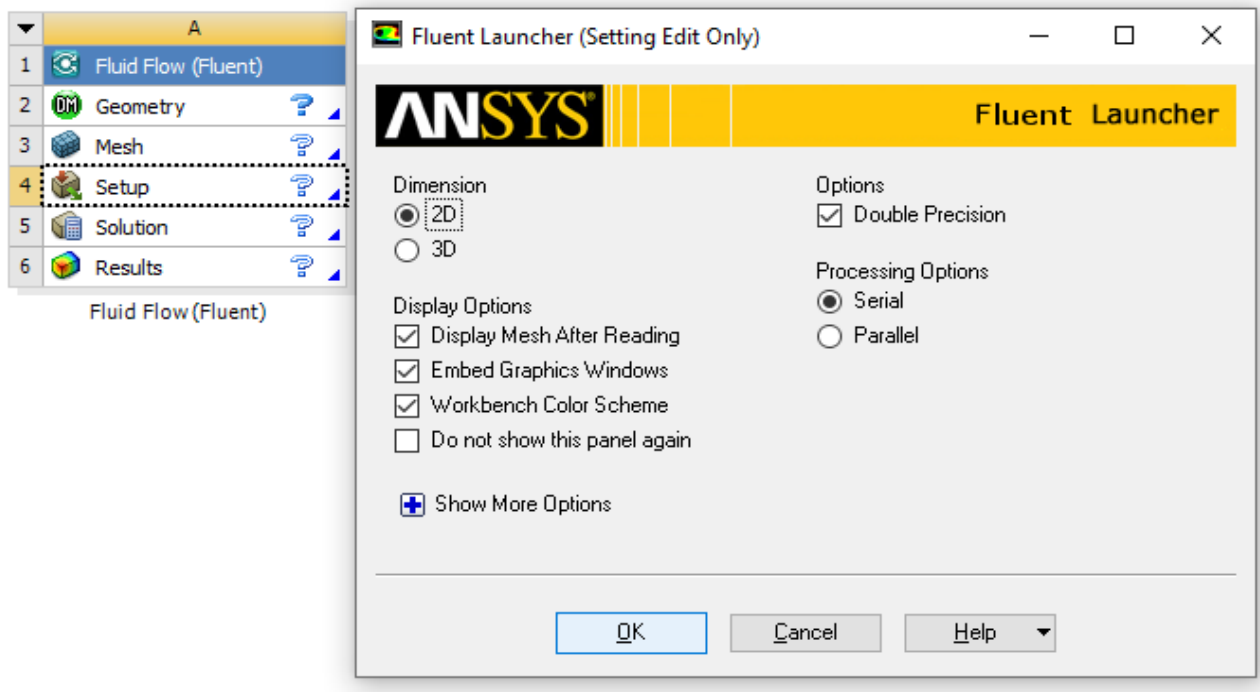 A
1 Fluid Flow (Fluent)
2 DM Geometry ?
3 Mesh ?
4 Setup ?
5 Solution ?
6 Results ?
Fluid Flow (Fluent)
Fluent Launcher (Setting Edit Only)
ANSYS®
Fluent Launcher
Dimension
2D
3D
Display Options
Display Mesh After Reading
Embed Graphics Windows
Workbench Color Scheme
Do not show this panel again
Show More Options
Options
Double Precision
Processing Options
Serial
Parallel
OK
Cancel
Help